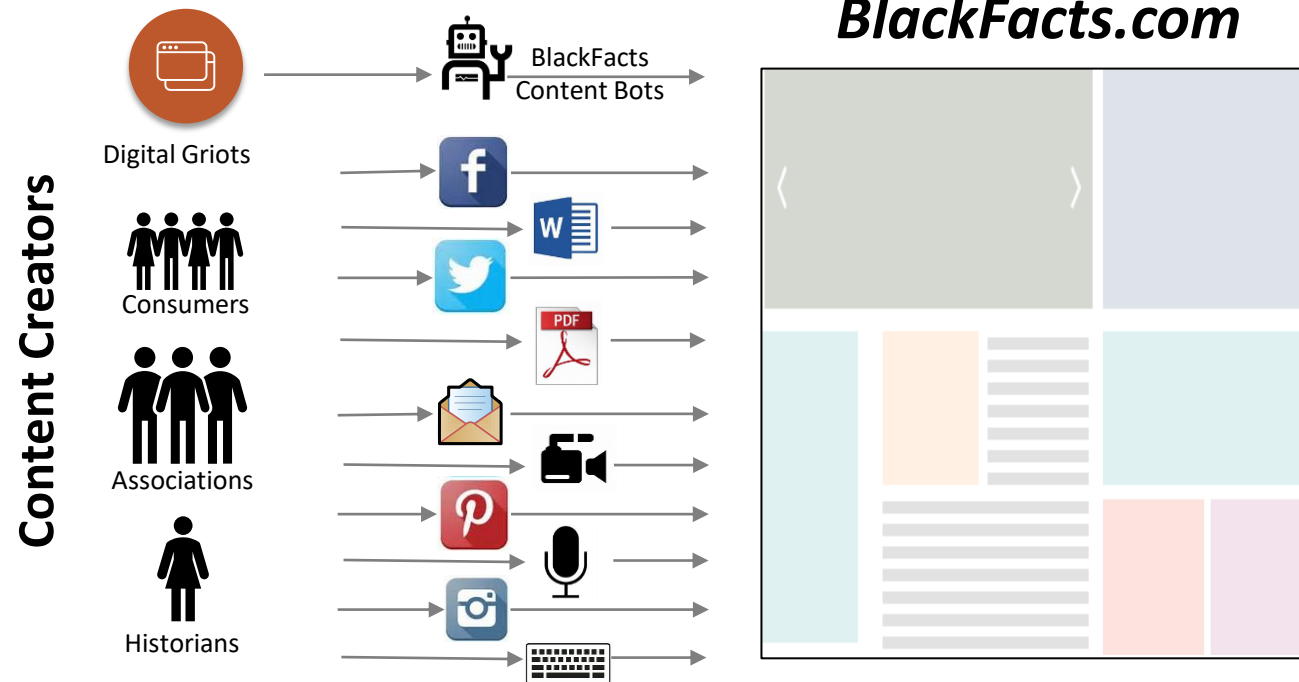 BlackFacts.com
BlackFacts
Content Bots
Digital Griots
f
W
Consumers
PDF
Content Creators
Associations
Historians